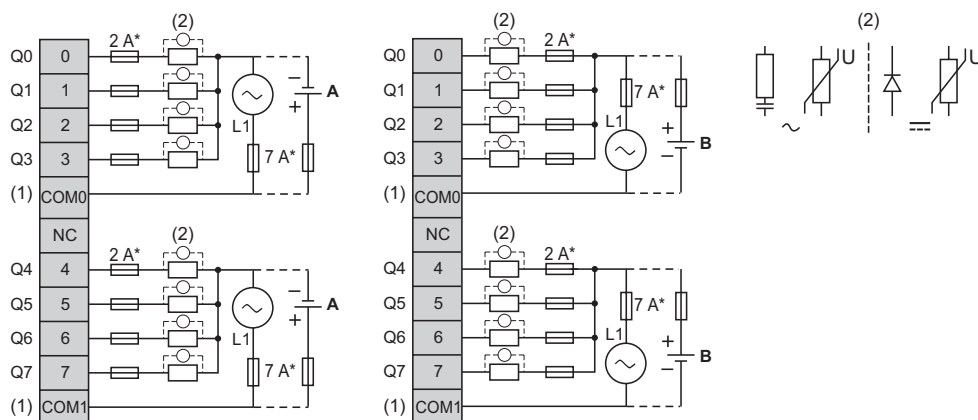 (2)
Q0 0 2 A*
Q1 1
Q2 2
Q3 3
(1) COM0
NC
− A
+
L1
7 A*
(2)
Q4 4 2 A*
Q5 5
Q6 6
Q7 7
(1) COM1
− A
+
L1
7 A*
(2)
Q0 0 2 A*
Q1 1
Q2 2
Q3 3
(1) COM0
NC
7 A*
L1
+
− B
(2)
Q4 4 2 A*
Q5 5
Q6 6
Q7 7
(1) COM1
7 A*
L1
+
− B
(2)
U U